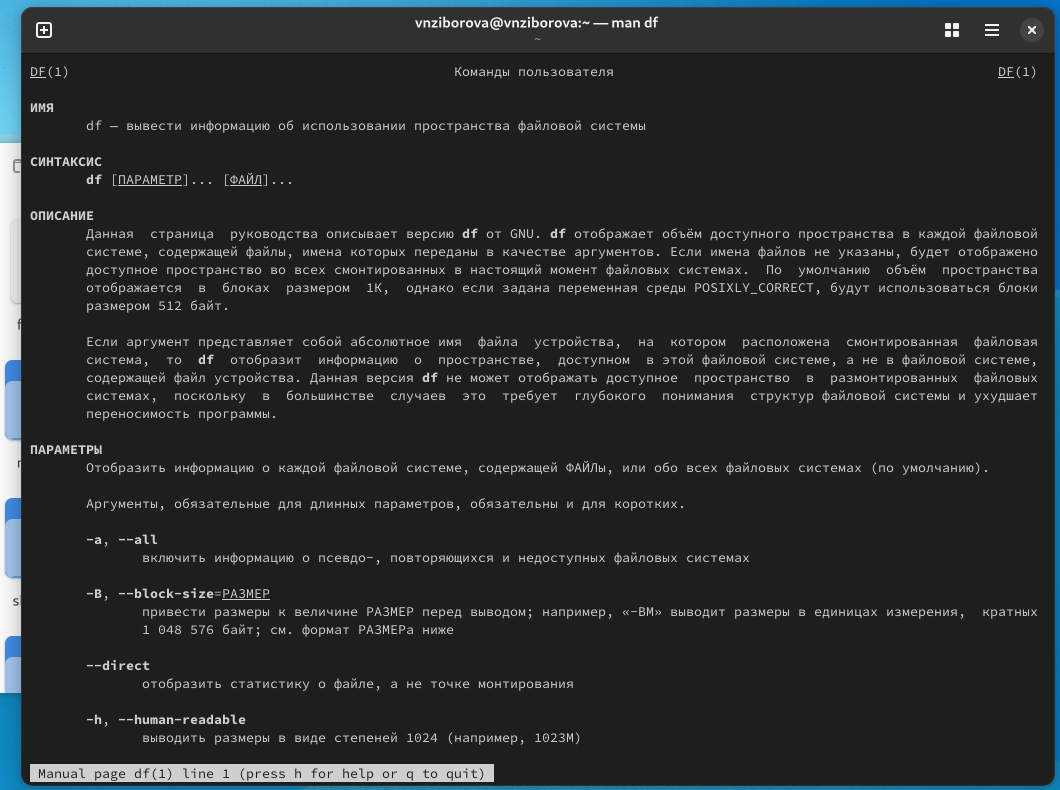 vnziborova@vnziborova:~ — man df
~
DF(1) Команды пользователя DF(1)
ИМЯ
df — вывести информацию об использовании пространства файловой системы
СИНТАКСИС
df [ПАРАМЕТР]... [ФАЙЛ]...
ОПИСАНИЕ
Данная страница руководства описывает версию df от GNU. df отображает объём доступного пространства в каждой файловой
системе, содержащей файлы, имена которых переданы в качестве аргументов. Если имена файлов не указаны, будет отображено
доступное пространство во всех смонтированных в настоящий момент файловых системах. По умолчанию объём пространства
отображается в блоках размером 1K, однако если задана переменная среды POSIXLY_CORRECT, будут использоваться блоки
размером 512 байт.
Если аргумент представляет собой абсолютное имя файла устройства, на котором расположена смонтированная файловая
система, то df отобразит информацию о пространстве, доступном в этой файловой системе, а не в файловой системе,
содержащей файл устройства. Данная версия df не может отображать доступное пространство в размонтированных файловых
системах, поскольку в большинстве случаев это требует глубокого понимания структур файловой системы и ухудшает
переносимость программы.
ПАРАМЕТРЫ
Отобразить информацию о каждой файловой системе, содержащей ФАЙЛы, или обо всех файловых системах (по умолчанию).
Аргументы, обязательные для длинных параметров, обязательны и для коротких.
-a, --all
включить информацию о псевдо-, повторяющихся и недоступных файловых системах
-B, --block-size=РАЗМЕР
привести размеры к величине РАЗМЕР перед выводом; например, «-BM» выводит размеры в единицах измерения, кратных
1 048 576 байт; см. формат РАЗМЕРа ниже
--direct
отобразить статистику о файле, а не точке монтирования
-h, --human-readable
выводить размеры в виде степеней 1024 (например, 1023M)
Manual page df(1) line 1 (press h for help or q to quit)